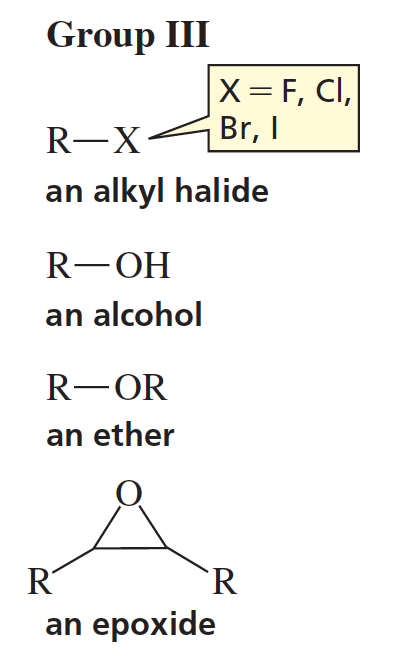 Group III
X = F, Cl,
Br, I
R—X
an alkyl halide
R—OH
an alcohol
R—OR
an ether
O
R R
an epoxide